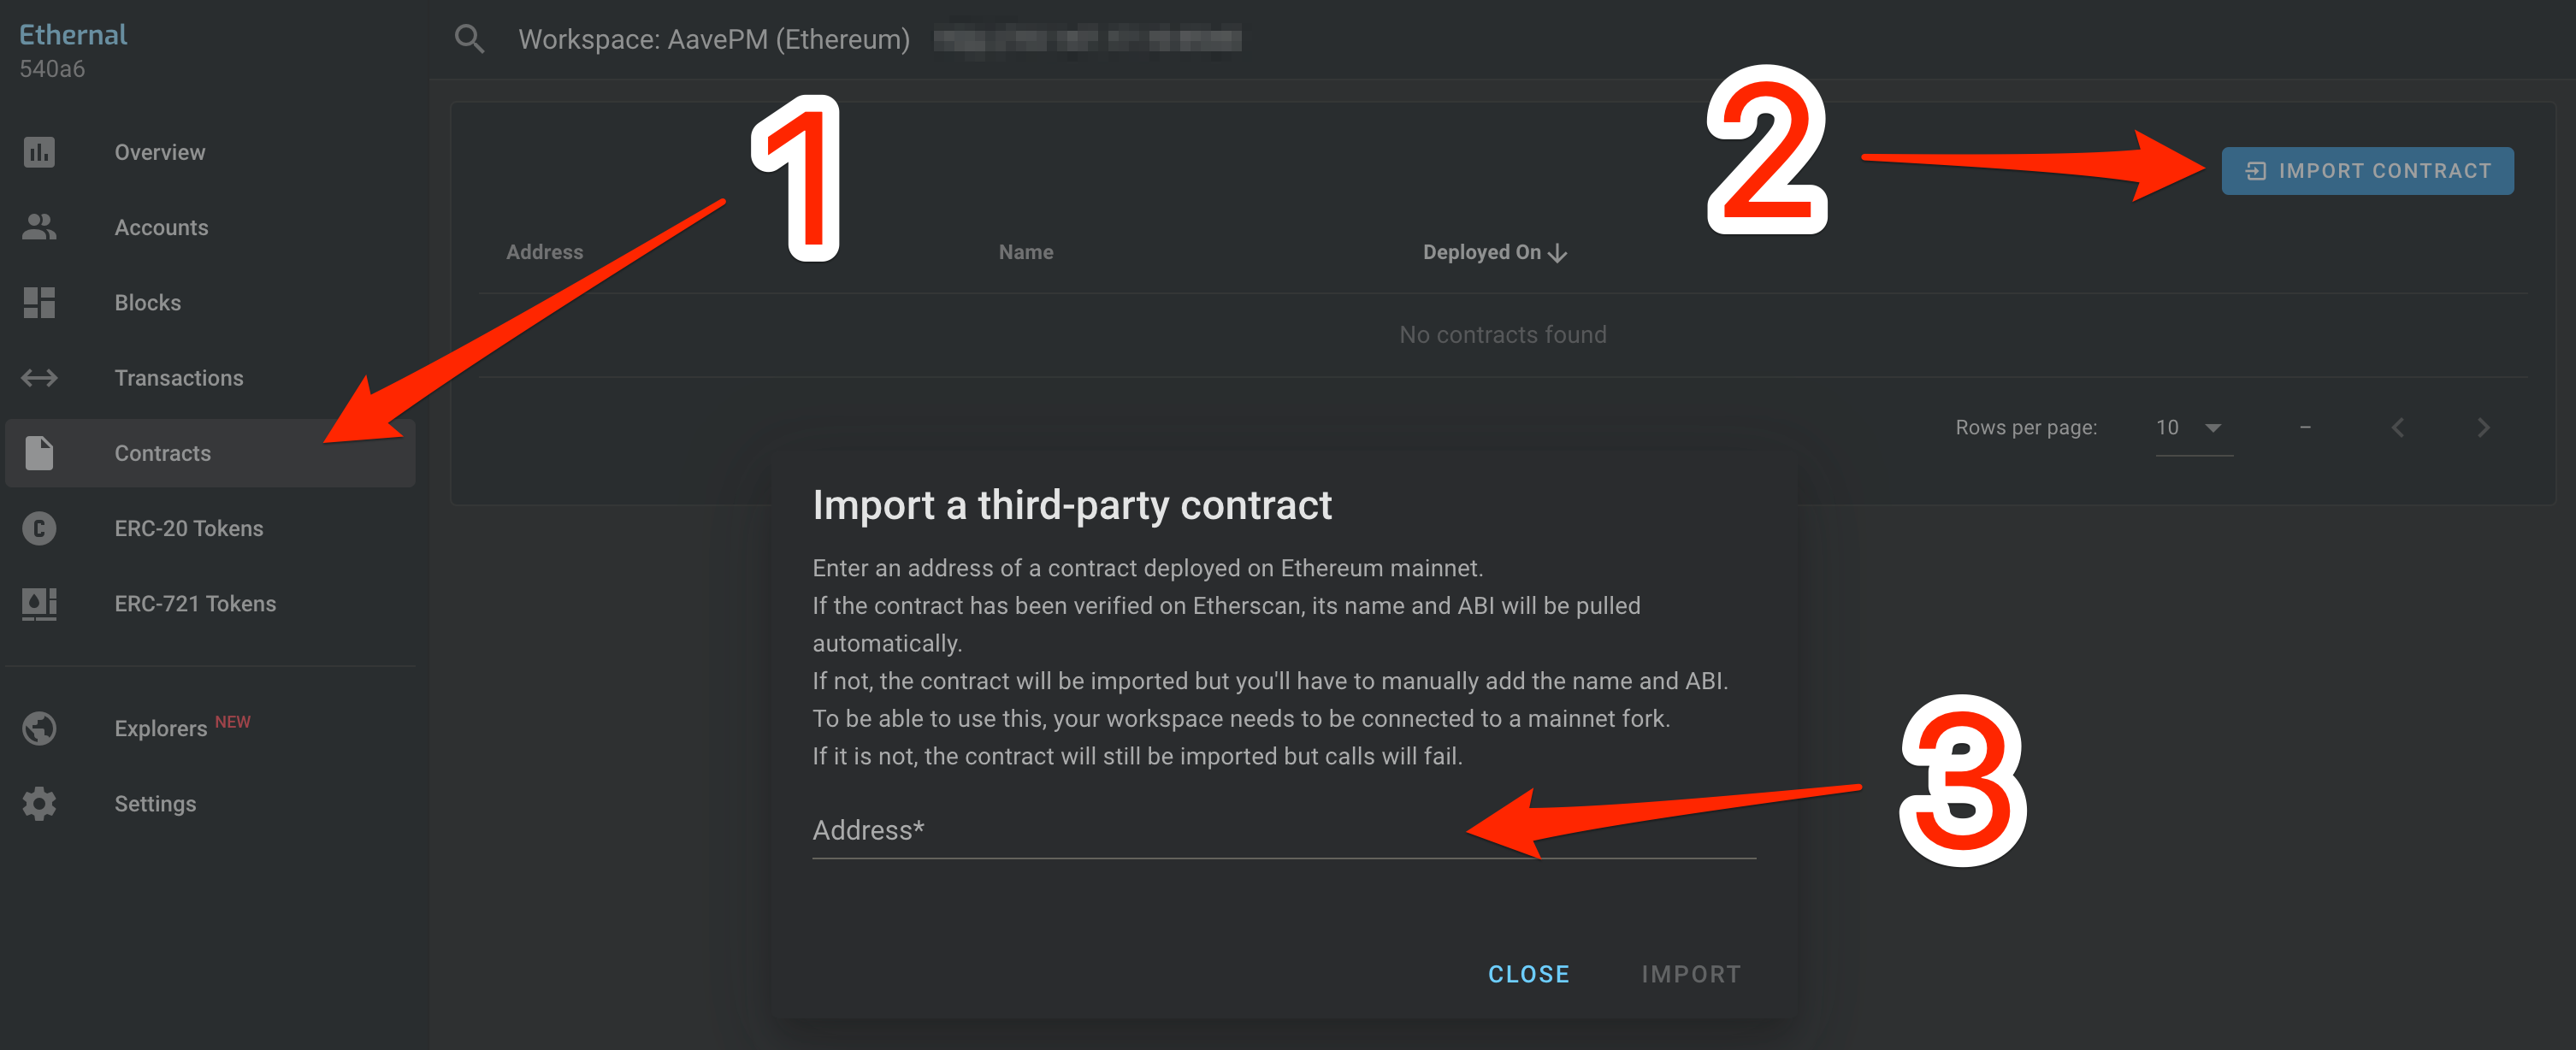 Ethernal
540a6
Overview
Accounts
Blocks
Transactions
Contracts
ERC-20 Tokens
ERC-721 Tokens
Explorers NEW
Settings
Workspace: AavePM (Ethereum)
1
2
IMPORT CONTRACT
Address Name Deployed On
No contracts found
Rows per page: 10 –
Import a third-party contract
Enter an address of a contract deployed on Ethereum mainnet.
If the contract has been verified on Etherscan, its name and ABI will be pulled
automatically.
If not, the contract will be imported but you'll have to manually add the name and ABI.
To be able to use this, your workspace needs to be connected to a mainnet fork.
If it is not, the contract will still be imported but calls will fail.
3
Address*
CLOSE IMPORT